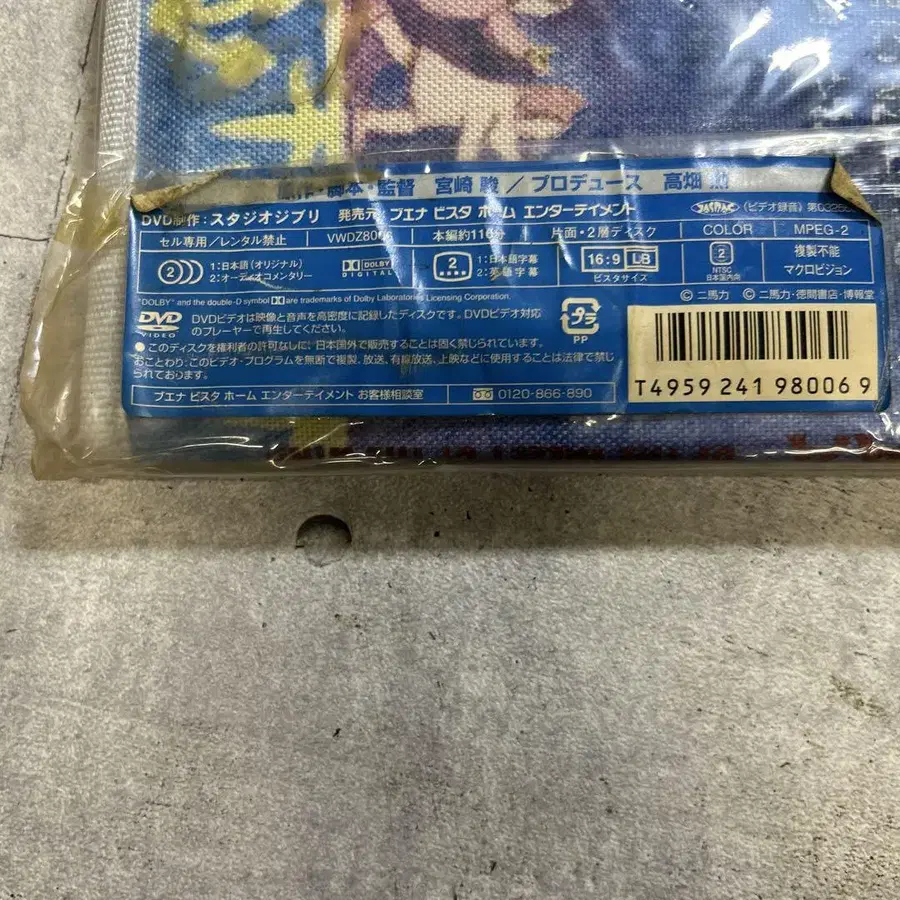 脚本・監督 宮崎 駿／プロデュース 高畑 勲
DVD制作：スタジオジブリ 発売元：ブエナ ビスタ ホーム エンターテイメント
JASRAC （ビデオ録音）
セル専用／レンタル禁止 VWDZ800 本編約116分 片面・2層ディスク COLOR MPEG-2
2 1：日本語（オリジナル）
2：オーディオコメンタリー
DOLBY DIGITAL
2 1：日本語字幕
2：英語字幕
16:9 LB
ビスタサイズ
2
NTSC
日本国内向
複製不能
マクロビジョン
"DOLBY" and the double-D symbol are trademarks of Dolby Laboratories Licensing Corporation.
© 二馬力 © 二馬力・徳間書店・博報堂
DVD VIDEO
DVDビデオは映像と音声を高密度に記録したディスクです。DVDビデオ対応
のプレーヤーで再生してください。
● このディスクを権利者の許可なしに、日本国外で販売することは固く禁じられています。
おことわり：このビデオ・プログラムを無断で複製、放送、有線放送、上映などに使用することは法律で禁じ
られております。
プラ
PP
ブエナ ビスタ ホーム エンターテイメント お客様相談室 0120-866-890
T4959 241 98006 9